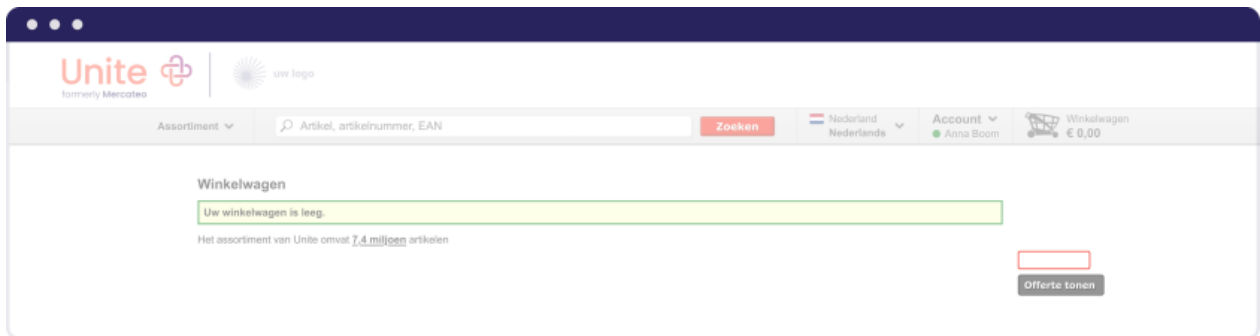 Unite
formerly Mercateo
uw logo
Assortiment
Artikel, artikelnummer, EAN
Zoeken
Nederland
Nederlands
Account
Anna Boom
Winkelwagen
€ 0,00
Winkelwagen
Uw winkelwagen is leeg.
Het assortiment van Unite omvat 7,4 miljoen artikelen
Offerte tonen